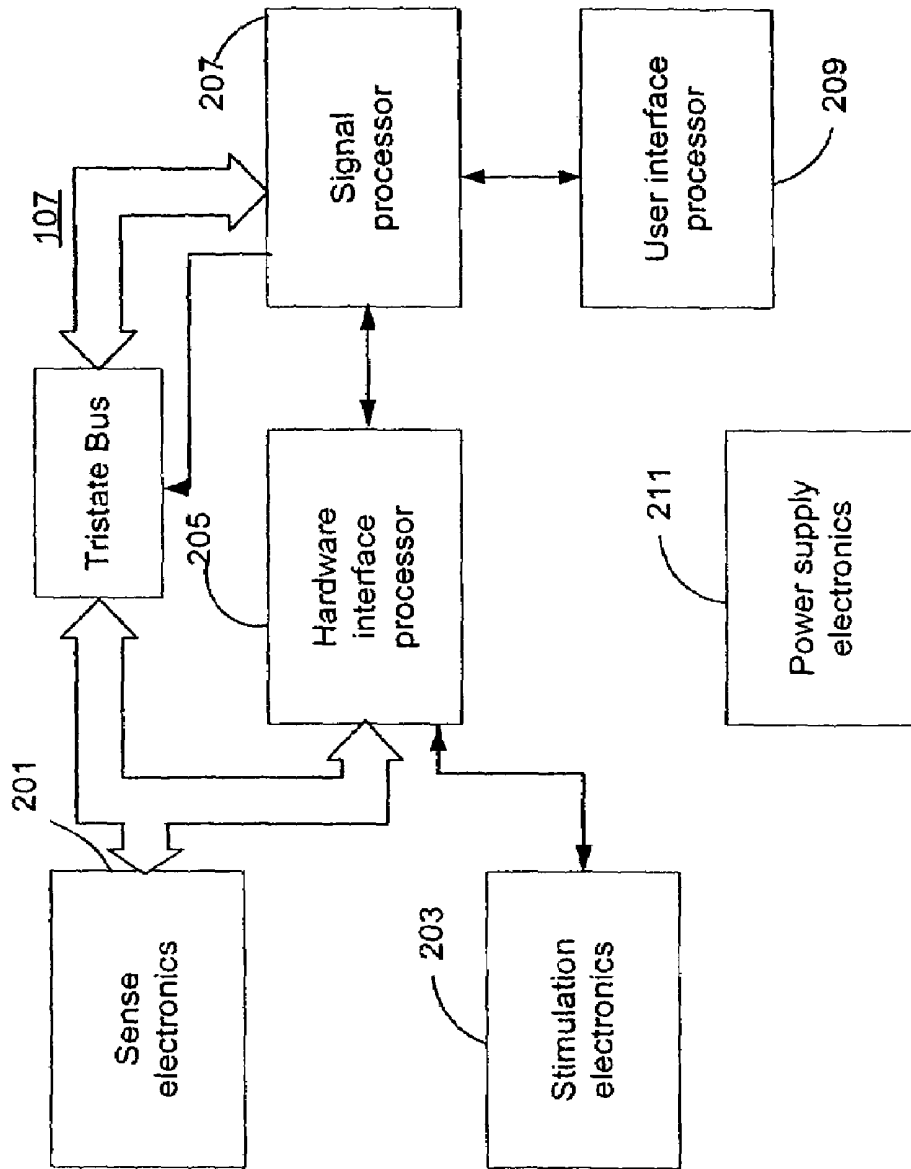 107
Sense
electronics
201
Tristate Bus
Signal
processor
207
Hardware
interface
processor
205
Stimulation
electronics
203
User interface
processor
209
Power supply
electronics
211